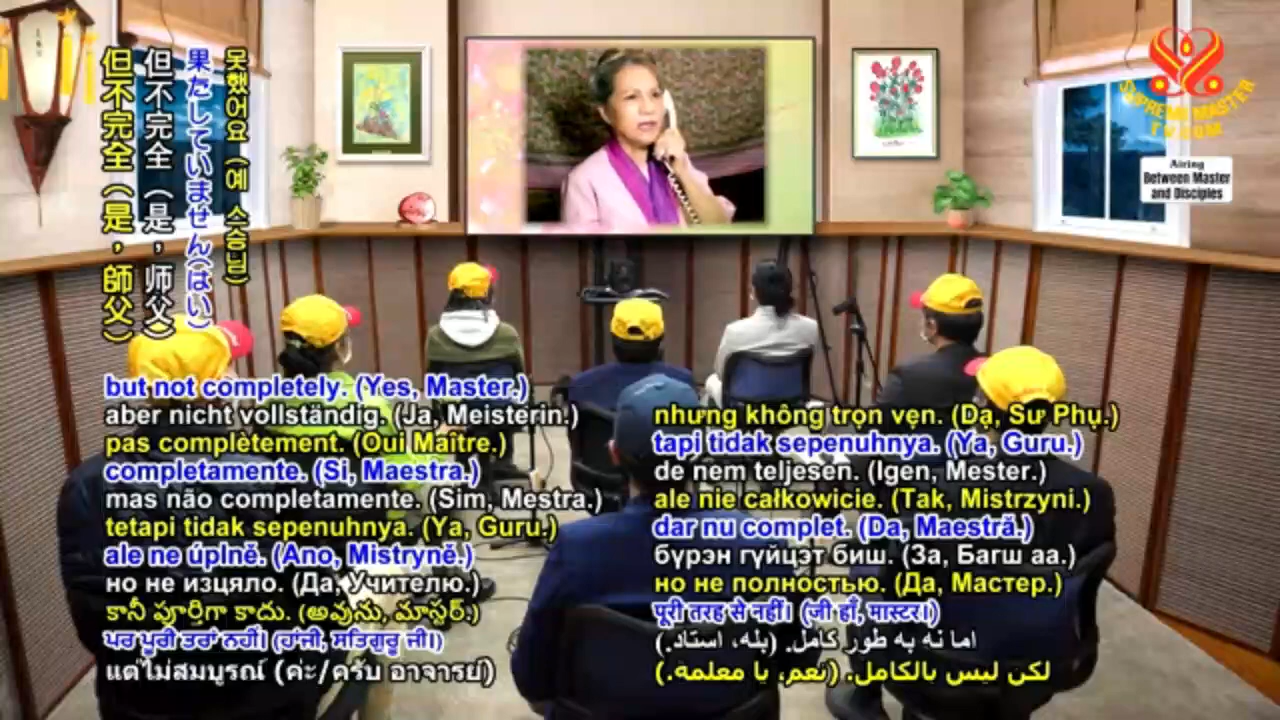 못했어요 (예 스승님)
果たしていません(はい)
但不完全（是，师父）
但不完全（是，師父）
SUPREME MASTER
TV.COM
Airing
Between Master
and Disciples
but not completely. (Yes, Master.)
aber nicht vollständig. (Ja, Meisterin.)
pas complètement. (Oui Maître.)
completamente. (Si, Maestra.)
mas não completamente. (Sim, Mestra.)
tetapi tidak sepenuhnya. (Ya, Guru.)
ale ne úplně. (Ano, Mistryně.)
но не изцяло. (Да, Учителю.)
కానీ పూర్తిగా కాదు. (అవును, మాస్టర్.)
ਪਰ ਪੂਰੀ ਤਰਾਂ ਨਹੀਂ। (ਹਾਂਜੀ, ਸਤਿਗੁਰੂ ਜੀ।)
แต่ไม่สมบูรณ์ (ค่ะ/ครับ อาจารย์)
nhưng không trọn vẹn. (Dạ, Sư Phụ.)
tapi tidak sepenuhnya. (Ya, Guru.)
de nem teljesen. (Igen, Mester.)
ale nie całkowicie. (Tak, Mistrzyni.)
dar nu complet. (Da, Maestră.)
бүрэн гүйцэт биш. (За, Багш аа.)
но не полностью. (Да, Мастер.)
पूरी तरह से नहीं। (जी हाँ, मास्टर।)
اما نه به طور کامل. (بله، استاد.)
لكن ليس بالكامل. (نعم، يا معلمة.)